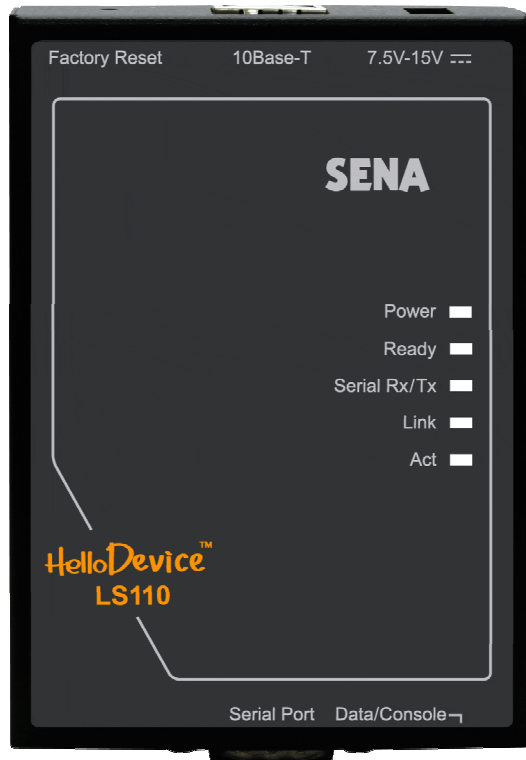 Factory Reset 10Base-T 7.5V-15V
SENA
Power
Ready
Serial Rx/Tx
Link
Act
HelloDevice™
LS110
Serial Port Data/Console